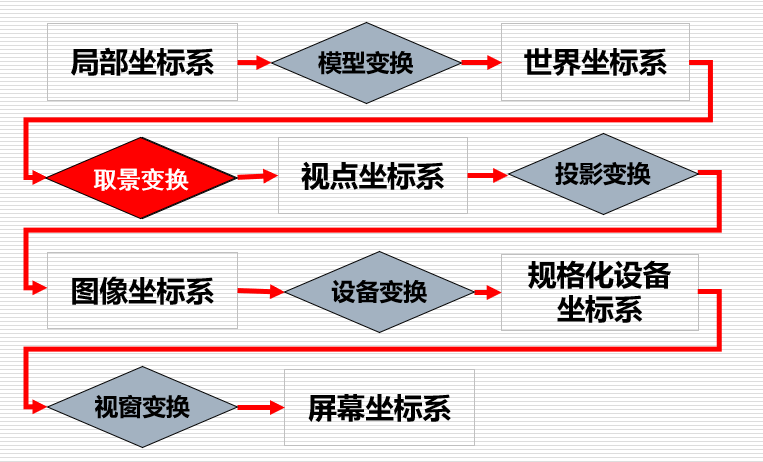 局部坐标系
模型变换
世界坐标系
取景变换
视点坐标系
投影变换
图像坐标系
设备变换
规格化设备
坐标系
视窗变换
屏幕坐标系